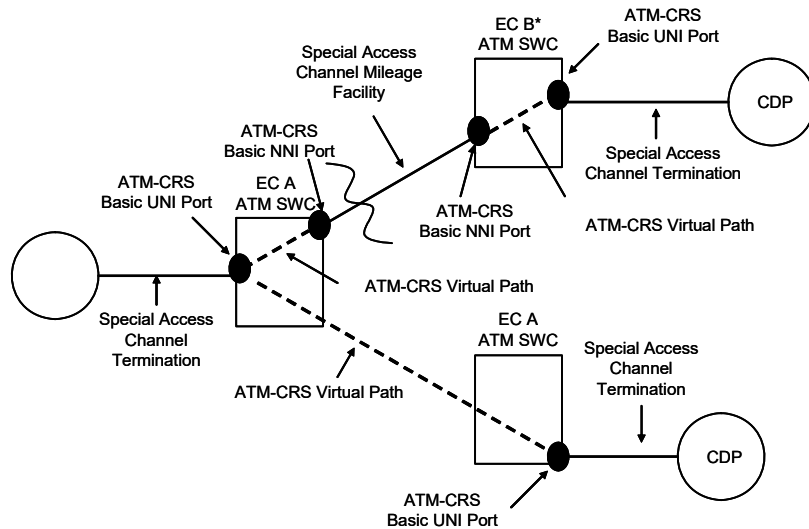 EC B*
ATM SWC
ATM-CRS
Basic UNI Port
Special Access
Channel Mileage
Facility
CDP
ATM-CRS
Basic NNI Port
Special Access
Channel Termination
ATM-CRS
Basic UNI Port
EC A
ATM SWC
ATM-CRS
Basic NNI Port
ATM-CRS Virtual Path
ATM-CRS Virtual Path
Special Access
Channel
Termination
EC A
ATM SWC
Special Access
Channel
Termination
ATM-CRS Virtual Path
CDP
ATM-CRS
Basic UNI Port